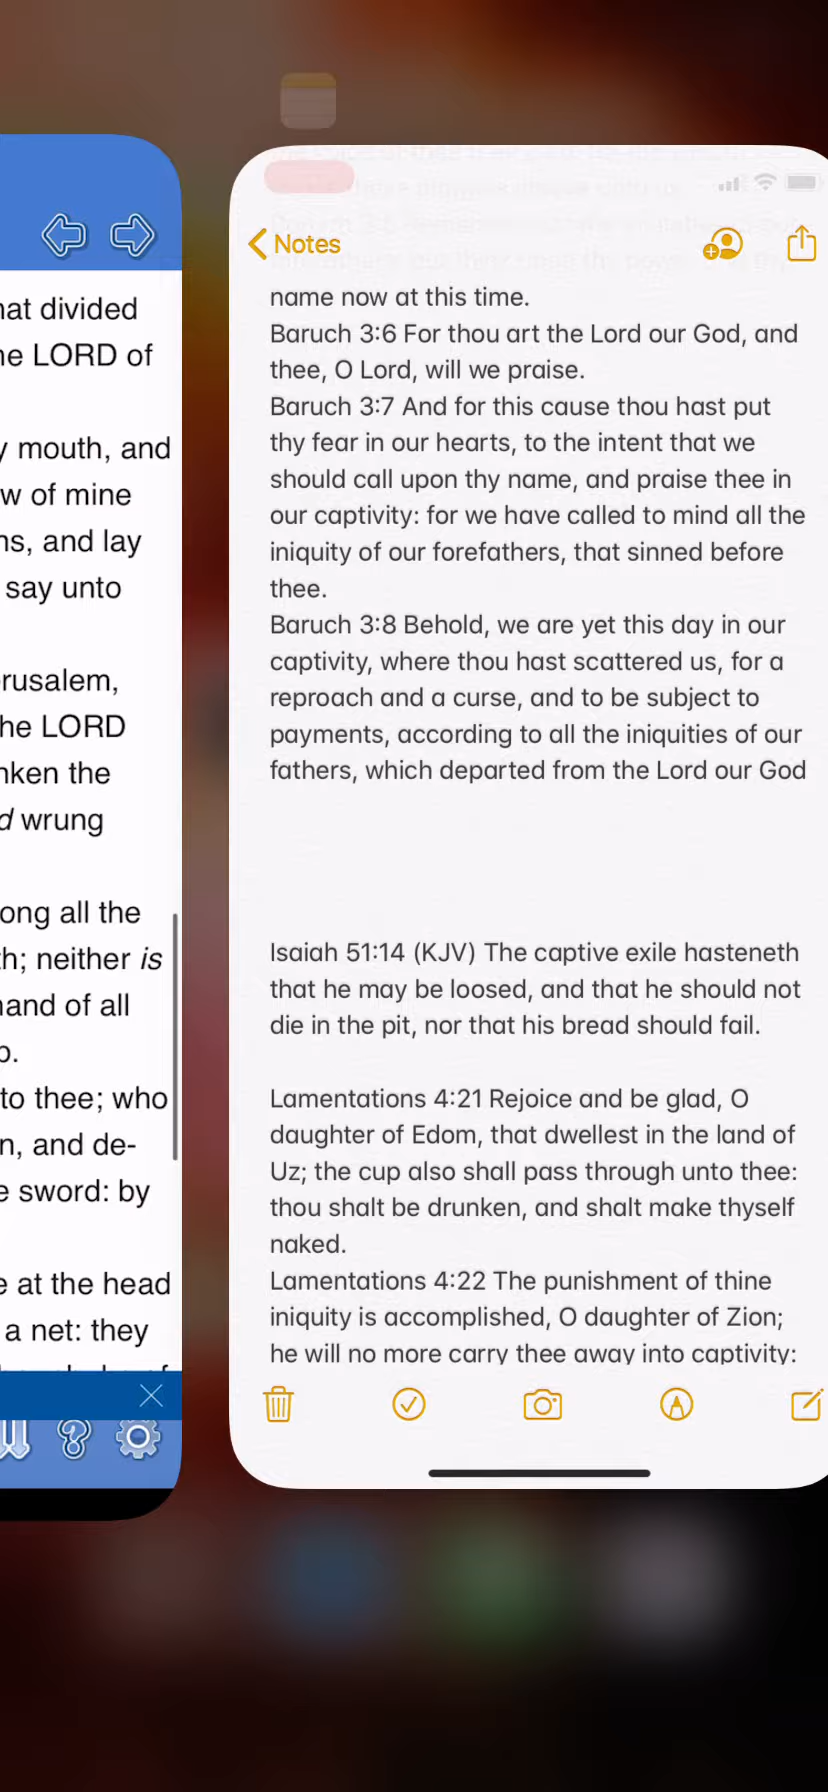 hat divided
he LORD of
y mouth, and
w of mine
ns, and lay
say unto
rusalem,
he LORD
nken the
d wrung
ong all the
h; neither is
hand of all
o.
to thee; who
n, and de-
e sword: by
e at the head
a net: they
Notes
name now at this time.
Baruch 3:6 For thou art the Lord our God, and
thee, O Lord, will we praise.
Baruch 3:7 And for this cause thou hast put
thy fear in our hearts, to the intent that we
should call upon thy name, and praise thee in
our captivity: for we have called to mind all the
iniquity of our forefathers, that sinned before
thee.
Baruch 3:8 Behold, we are yet this day in our
captivity, where thou hast scattered us, for a
reproach and a curse, and to be subject to
payments, according to all the iniquities of our
fathers, which departed from the Lord our God
Isaiah 51:14 (KJV) The captive exile hasteneth
that he may be loosed, and that he should not
die in the pit, nor that his bread should fail.
Lamentations 4:21 Rejoice and be glad, O
daughter of Edom, that dwellest in the land of
Uz; the cup also shall pass through unto thee:
thou shalt be drunken, and shalt make thyself
naked.
Lamentations 4:22 The punishment of thine
iniquity is accomplished, O daughter of Zion;
he will no more carry thee away into captivity: